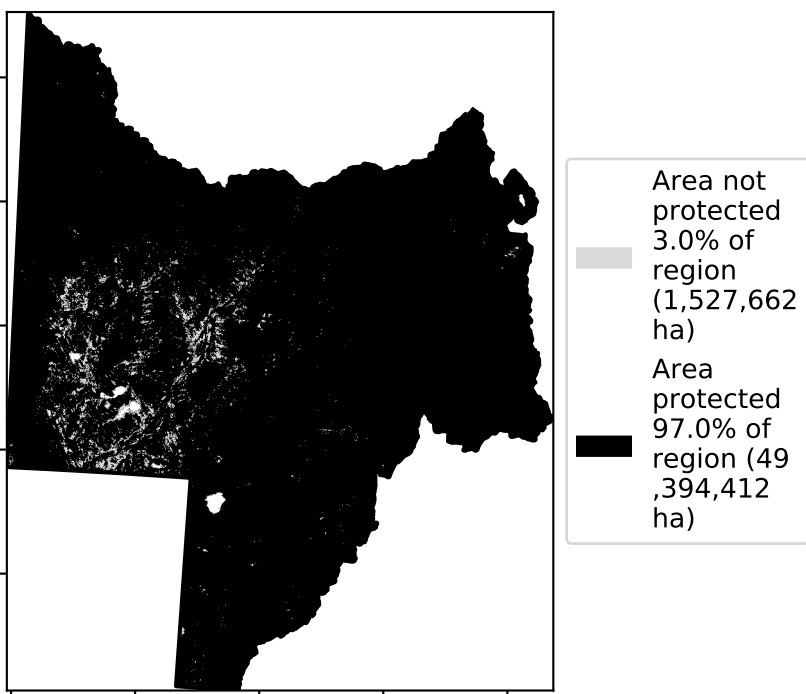 Area not
protected
3.0% of
region
(1,527,662
ha)
Area
protected
97.0% of
region (49
,394,412
ha)